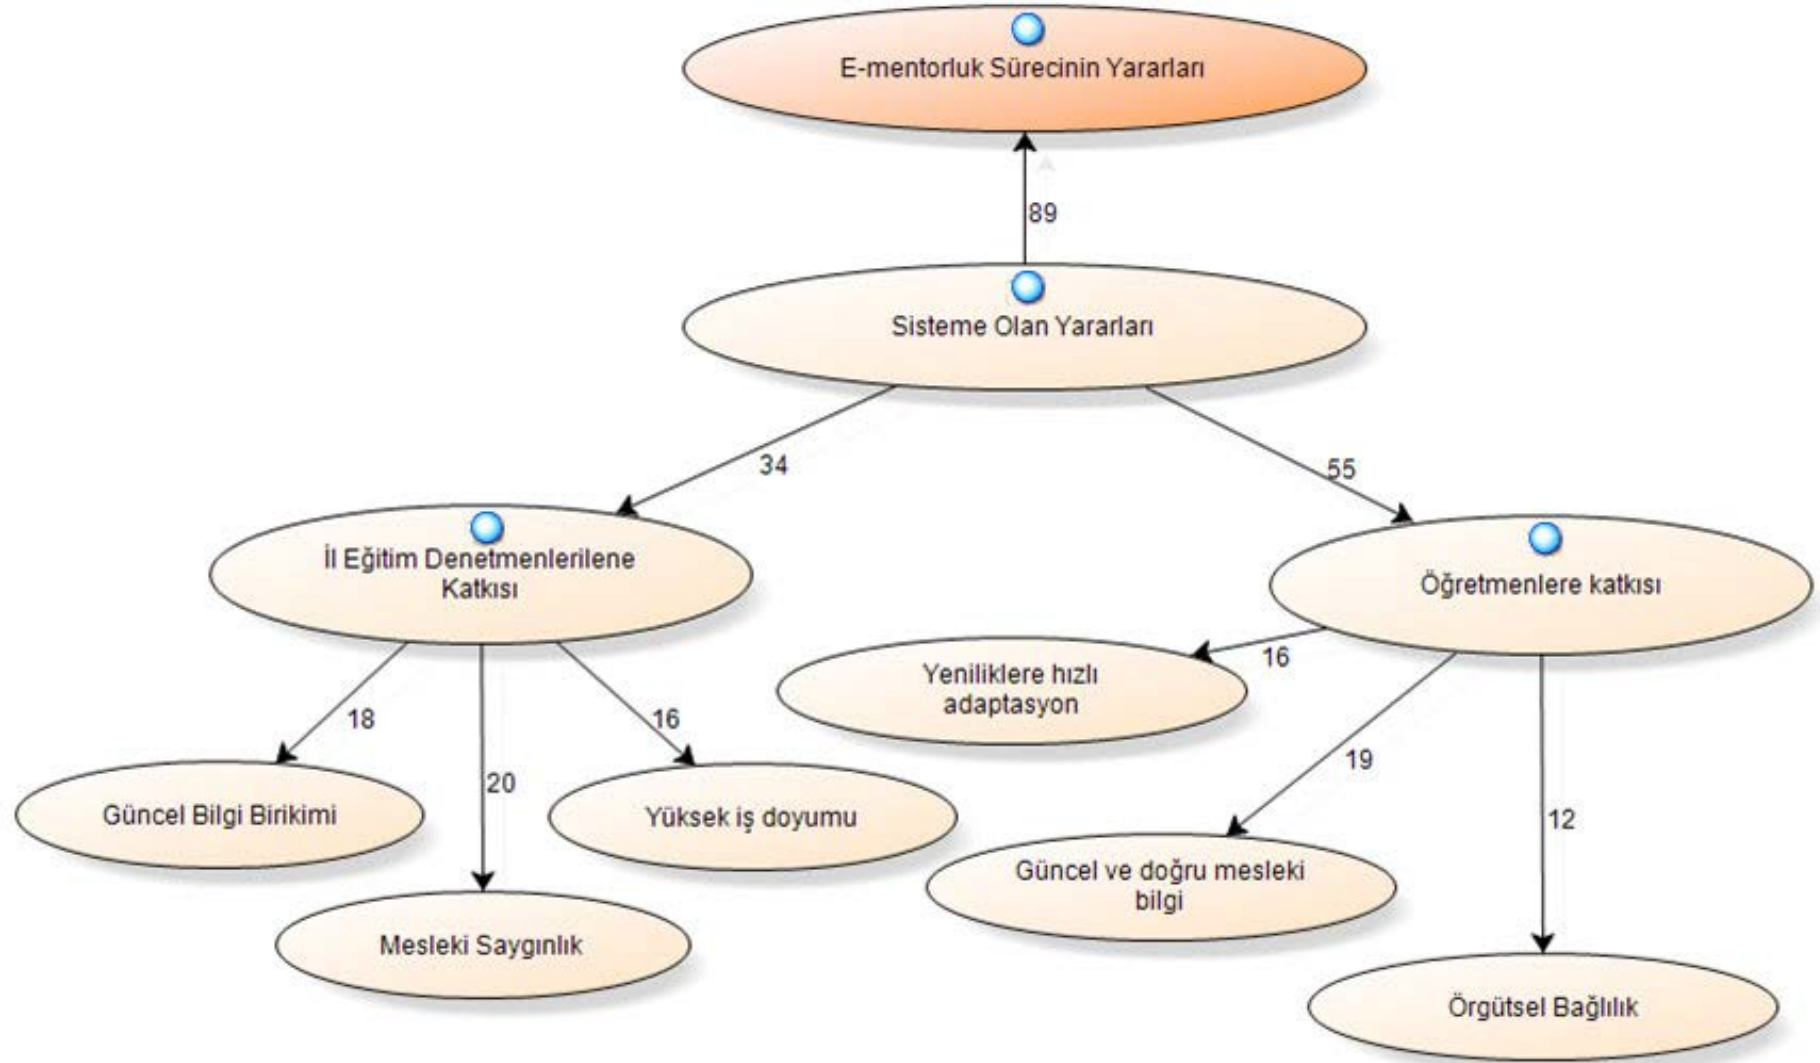 E-mentorluk Sürecinin Yararları
89
Sisteme Olan Yararları
34
55
İl Eğitim Denetmenlerilene
Katkısı
Öğretmenlere katkısı
18
20
16
16
19
12
Yeniliklere hızlı
adaptasyon
Güncel Bilgi Birikimi
Yüksek iş doyumu
Güncel ve doğru mesleki
bilgi
Mesleki Saygınlık
Örgütsel Bağlılık